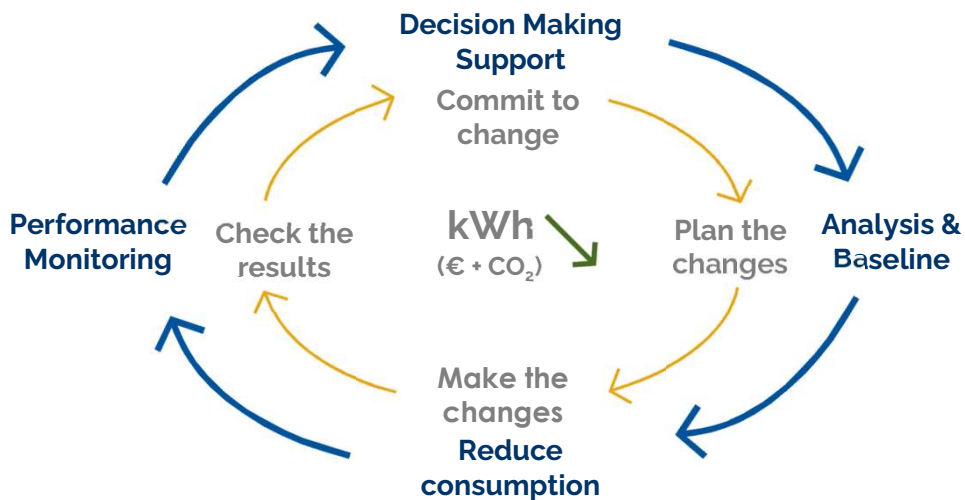 Decision Making
Support
Commit to
change
Performance
Monitoring
Check the
results
kWh
(€ + CO₂)
Plan the
changes
Analysis &
Baseline
Make the
changes
Reduce
consumption